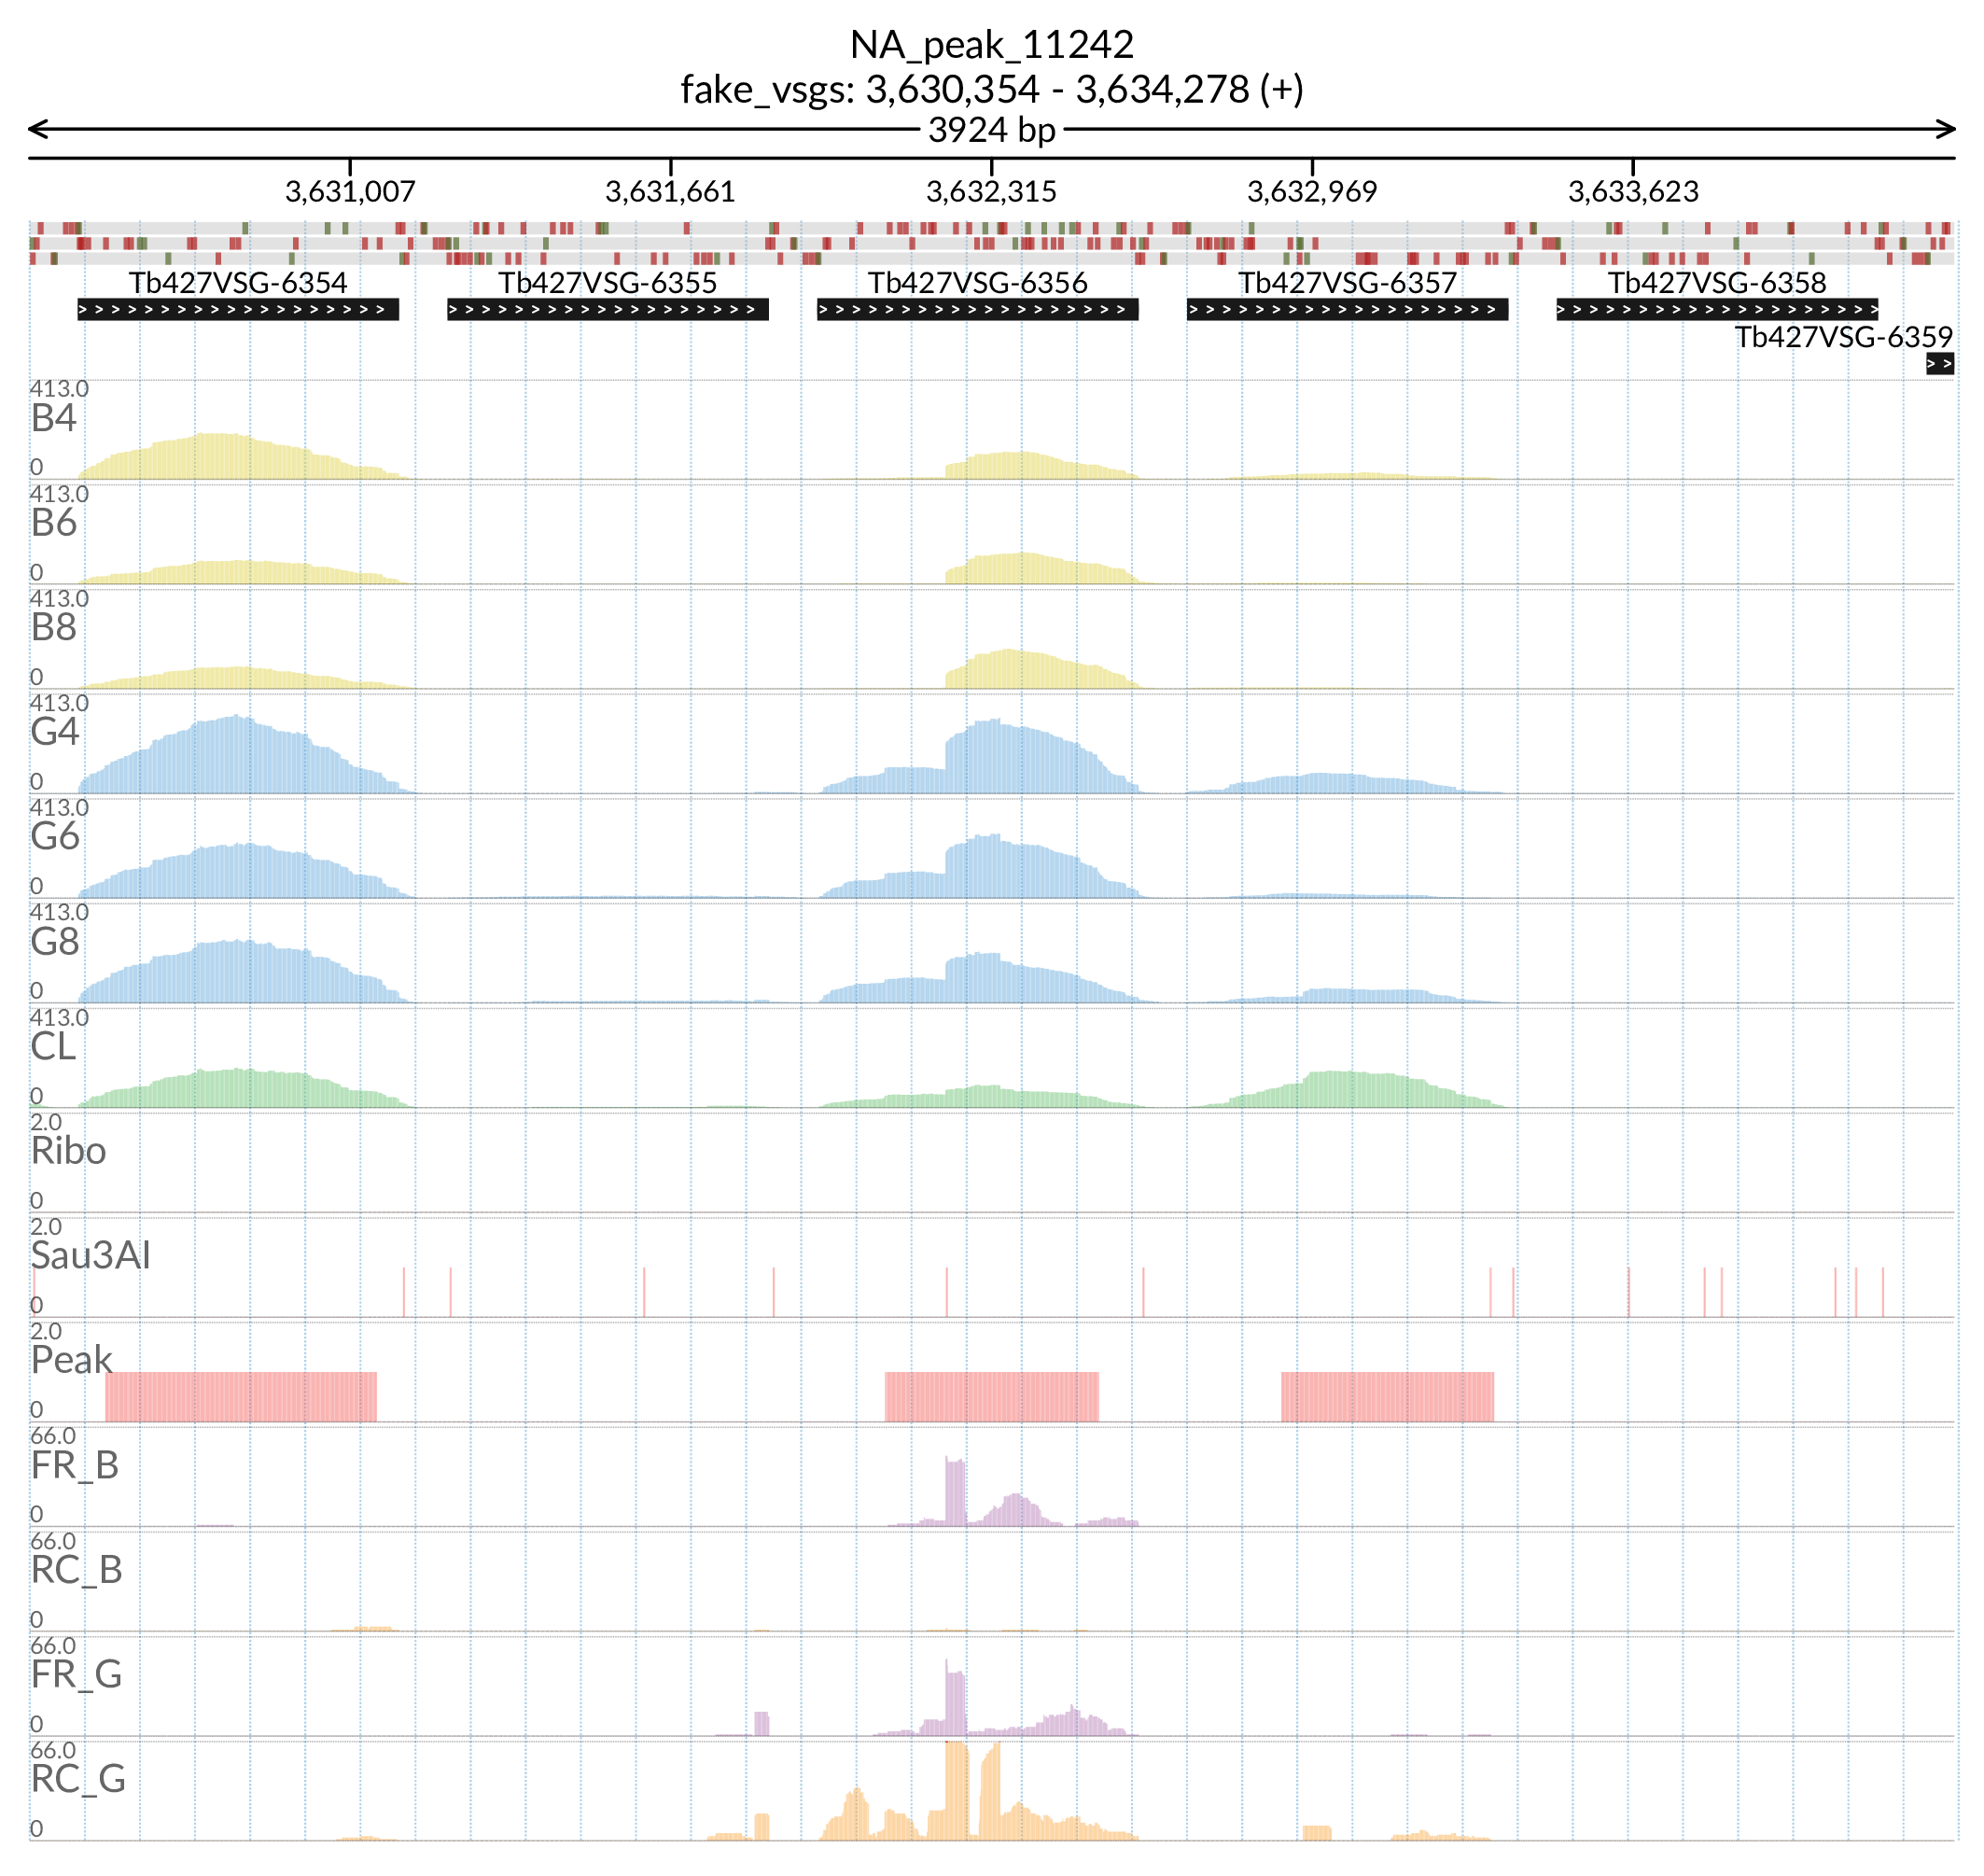 NA_peak_11242
fake_vsgs: 3,630,354 - 3,634,278 (+)
3924 bp
3,631,007 3,631,661 3,632,315 3,632,969 3,633,623
Tb427VSG-6354 Tb427VSG-6355 Tb427VSG-6356 Tb427VSG-6357 Tb427VSG-6358
Tb427VSG-6359
413.0
B4
0
413.0
B6
0
413.0
B8
0
413.0
G4
0
413.0
G6
0
413.0
G8
0
413.0
CL
0
2.0
Ribo
0
2.0
Sau3AI
0
2.0
Peak
0
66.0
FR_B
0
66.0
RC_B
0
66.0
FR_G
0
66.0
RC_G
0